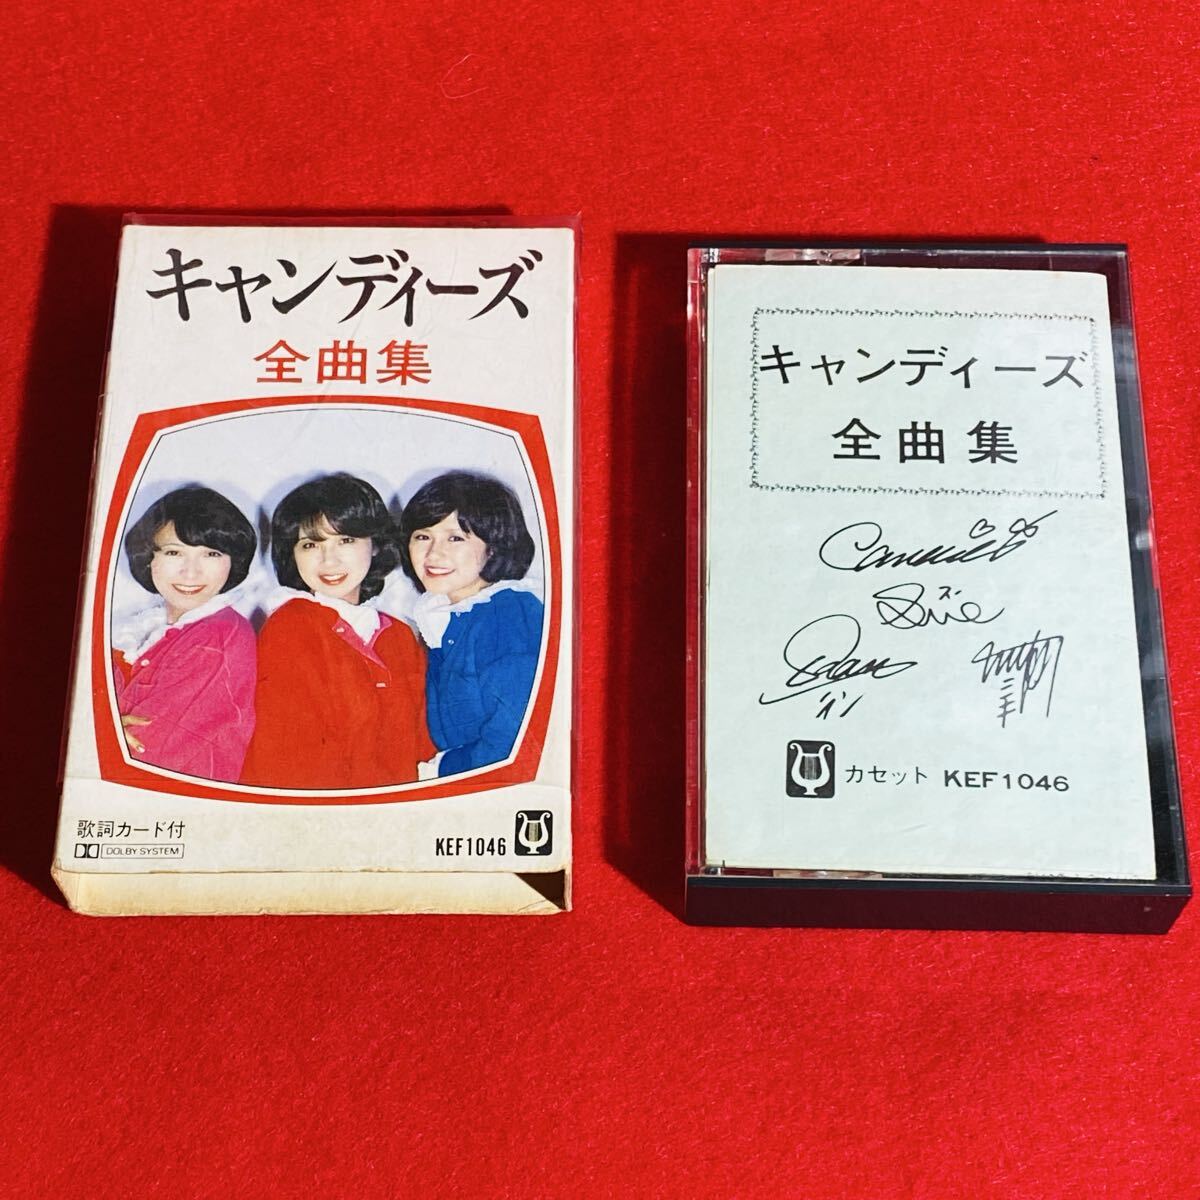 キャンディーズ
全曲集
歌詞カード付
DOLBY SYSTEM
KEF1046
キャンディーズ
全曲集
Candies
スー
Sue
Ran
ラン
カセット KEF1046